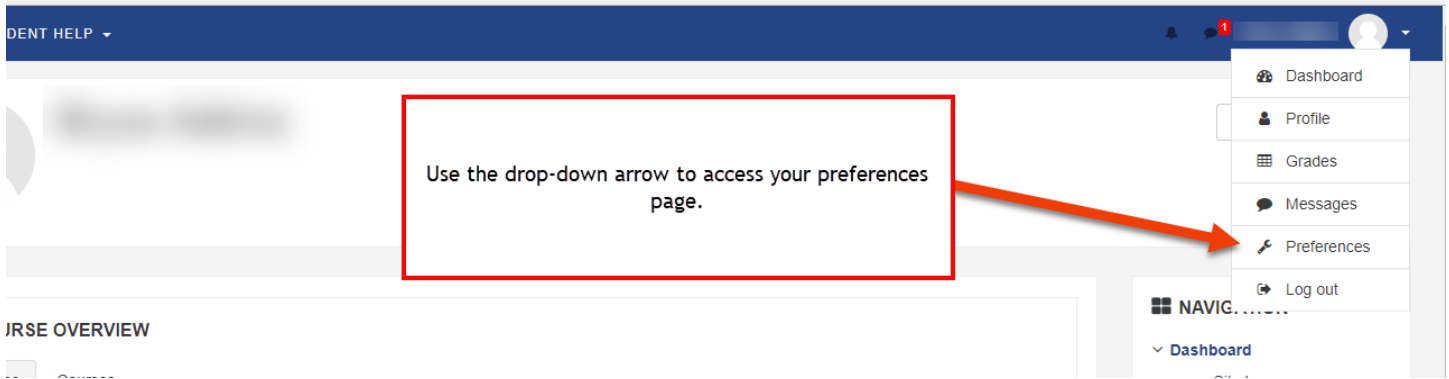 DENT HELP
1
Dashboard
Profile
Grades
Messages
Preferences
Log out
Use the drop-down arrow to access your preferences
page.
URSE OVERVIEW
Courses
NAVIGATION
Dashboard